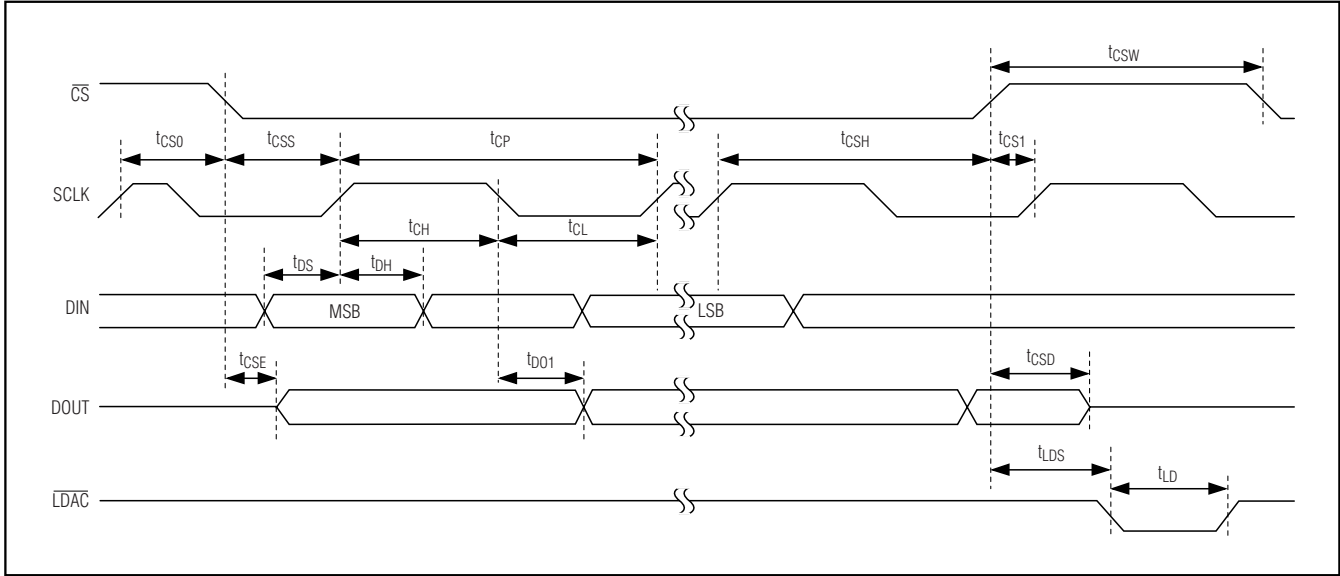 tCSW
CS
tCS0 tCSS tCP tCSH tCS1
SCLK
tCH tCL
tDS tDH
DIN MSB LSB
tCSE tDO1 tCSD
DOUT
tLDS tLD
LDAC